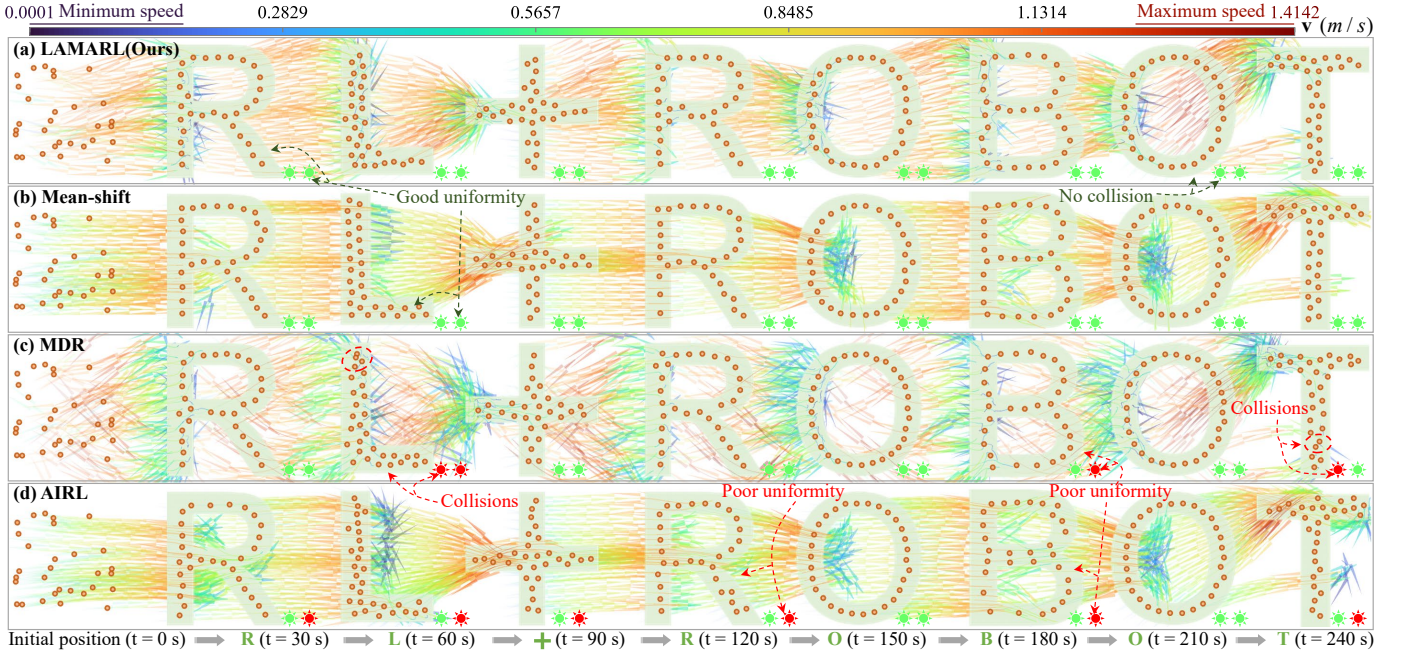 0.0001 Minimum speed 0.2829 0.5657 0.8485 1.1314 Maximum speed 1.4142
v (m / s)
(a) LAMARL(Ours)
Good uniformity
No collision
(b) Mean-shift
(c) MDR
Collisions
Collisions
Poor uniformity
Poor uniformity
(d) AIRL
Initial position (t = 0 s) R (t = 30 s) L (t = 60 s) + (t = 90 s) R (t = 120 s) O (t = 150 s) B (t = 180 s) O (t = 210 s) T (t = 240 s)